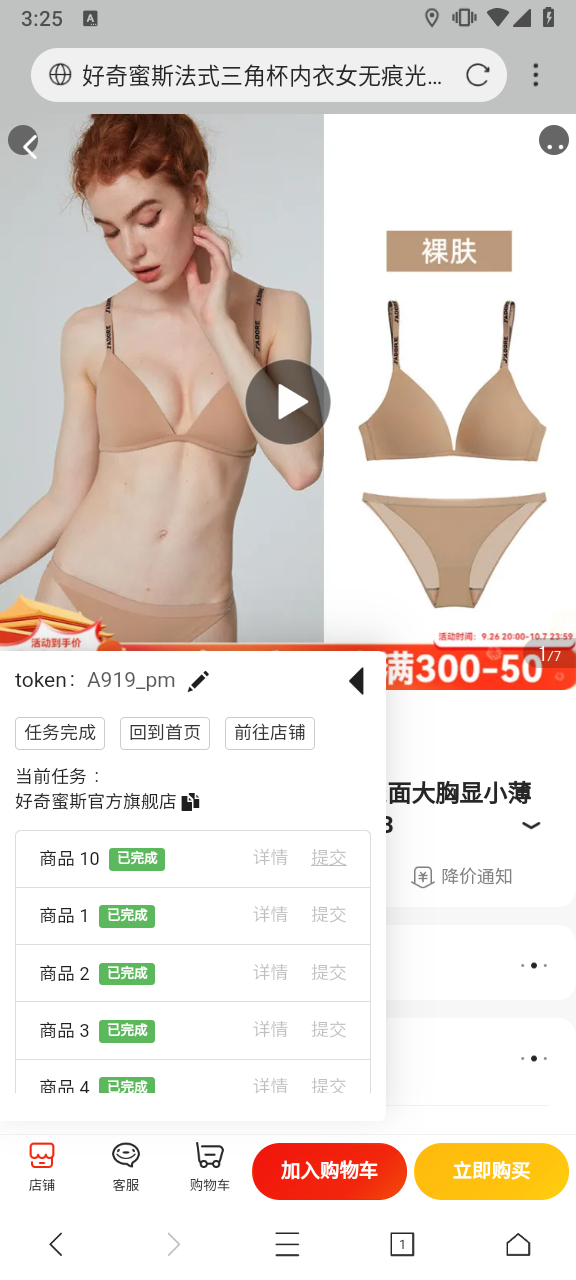 3:25
A
好奇蜜斯法式三角杯内衣女无痕光...
裸肤
J'ADORE
J'ADORE
J'ADORE
J'ADORE
活动到手价
活动时间：9.26 20:00-10.7 23:59
满300-50
1/7
token： A919_pm
任务完成
回到首页
前往店铺
当前任务：
好奇蜜斯官方旗舰店
面大胸显小薄
降价通知
商品 10 已完成 详情 提交
商品 1 已完成 详情 提交
商品 2 已完成 详情 提交
商品 3 已完成 详情 提交
商品 4 已完成 详情 提交
店铺
客服
购物车
加入购物车
立即购买
1